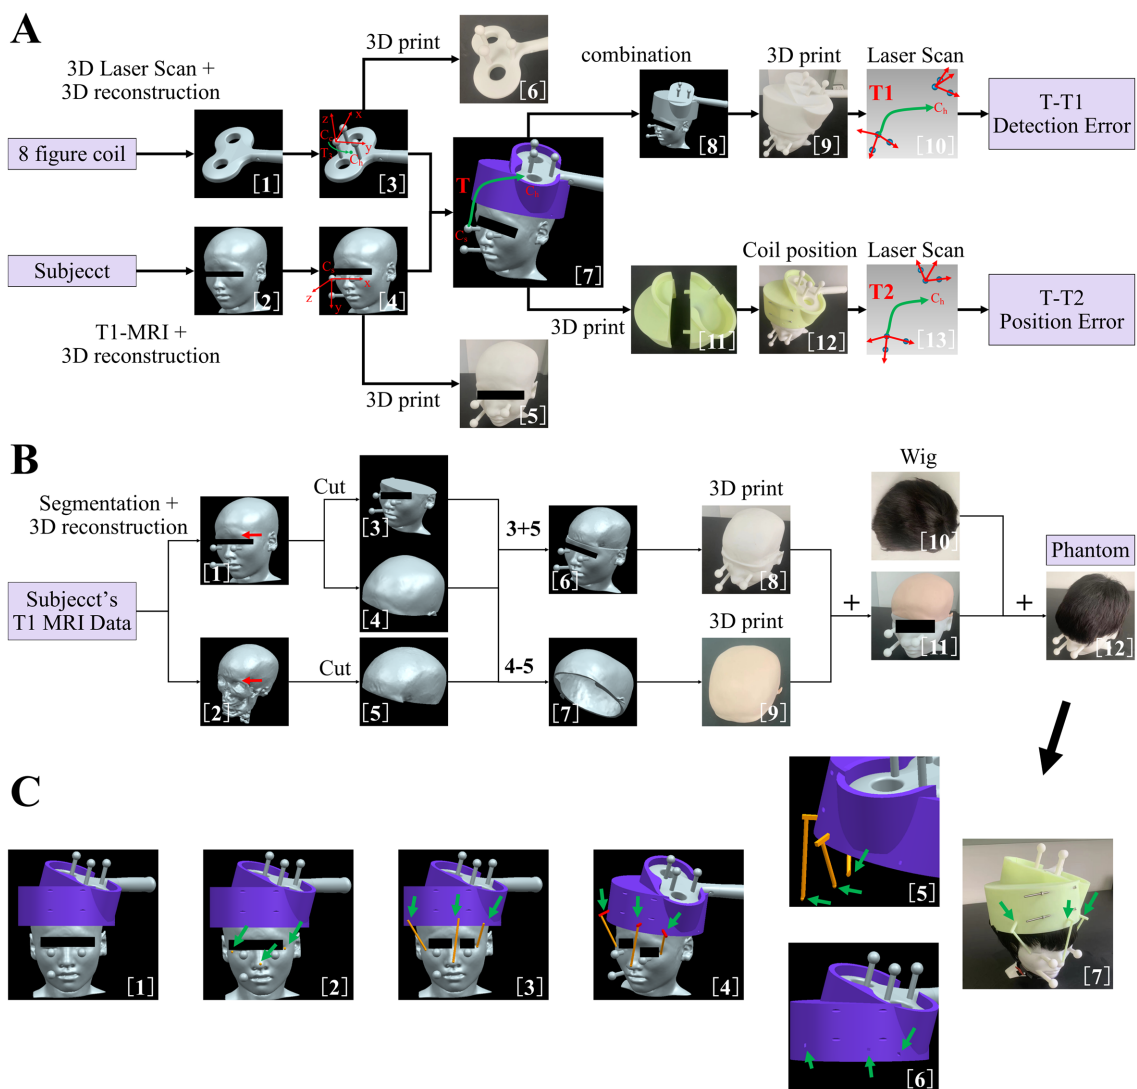 A
3D Laser Scan +
3D reconstruction
8 figure coil
[1]
z
x
y
C
T
C
[3]
3D print
[6]
combination
[8]
3D print
[9]
Laser Scan
T1
C_h
[10]
T-T1
Detection Error
T
C
C_s
[7]
Subjecct
[2]
C
x
z
y
[4]
T1-MRI +
3D reconstruction
3D print
[5]
3D print
[11]
Coil position
[12]
Laser Scan
T2
C_h
[13]
T-T2
Position Error
B
Segmentation +
3D reconstruction
Subjecct's
T1 MRI Data
[1]
[2]
Cut
[3]
[4]
Cut
[5]
3+5
[6]
4-5
[7]
3D print
[8]
3D print
[9]
+
Wig
[10]
[11]
+
Phantom
[12]
C
[1]
[2]
[3]
[4]
[5]
[6]
[7]